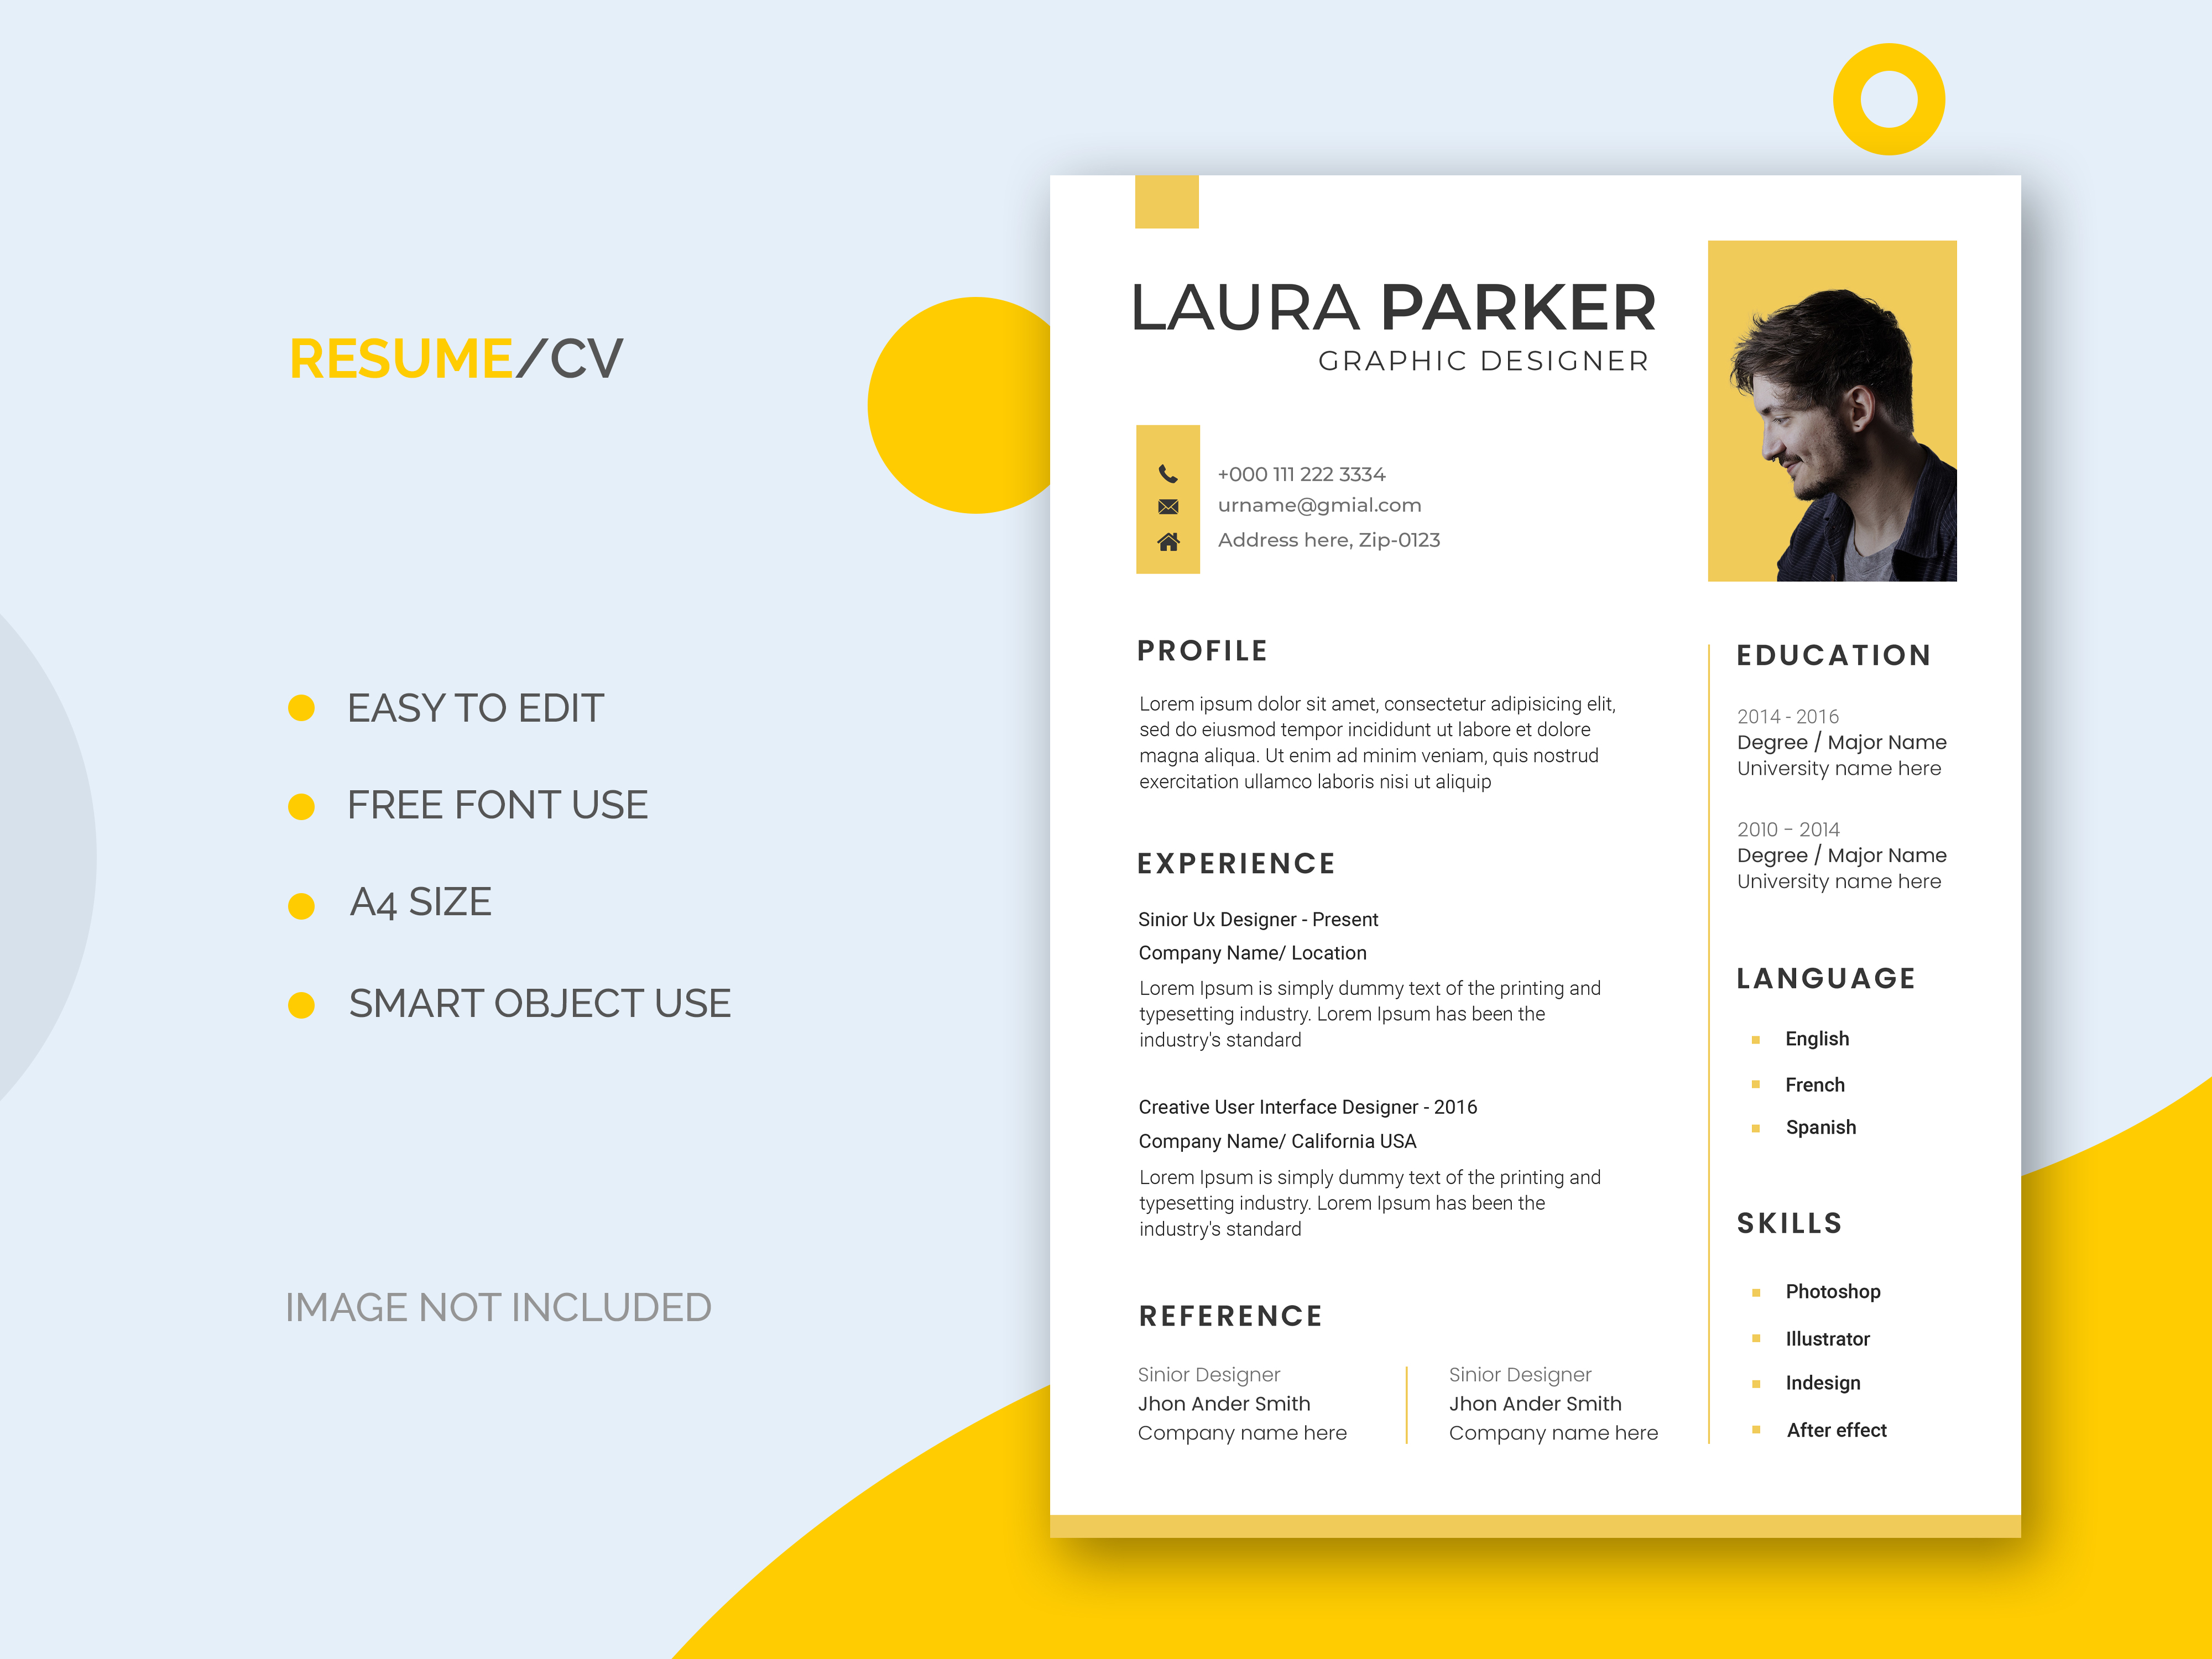 RESUME/CV
EASY TO EDIT
FREE FONT USE
A4 SIZE
SMART OBJECT USE
IMAGE NOT INCLUDED
LAURA PARKER
GRAPHIC DESIGNER
+000 111 222 3334
urname@gmial.com
Address here, Zip-0123
PROFILE
Lorem ipsum dolor sit amet, consectetur adipisicing elit,
sed do eiusmod tempor incididunt ut labore et dolore
magna aliqua. Ut enim ad minim veniam, quis nostrud
exercitation ullamco laboris nisi ut aliquip
EXPERIENCE
Sinior Ux Designer - Present
Company Name/ Location
Lorem Ipsum is simply dummy text of the printing and
typesetting industry. Lorem Ipsum has been the
industry's standard
Creative User Interface Designer - 2016
Company Name/ California USA
Lorem Ipsum is simply dummy text of the printing and
typesetting industry. Lorem Ipsum has been the
industry's standard
REFERENCE
Sinior Designer
Jhon Ander Smith
Company name here
Sinior Designer
Jhon Ander Smith
Company name here
EDUCATION
2014 - 2016
Degree / Major Name
University name here
2010 - 2014
Degree / Major Name
University name here
LANGUAGE
English
French
Spanish
SKILLS
Photoshop
Illustrator
Indesign
After effect